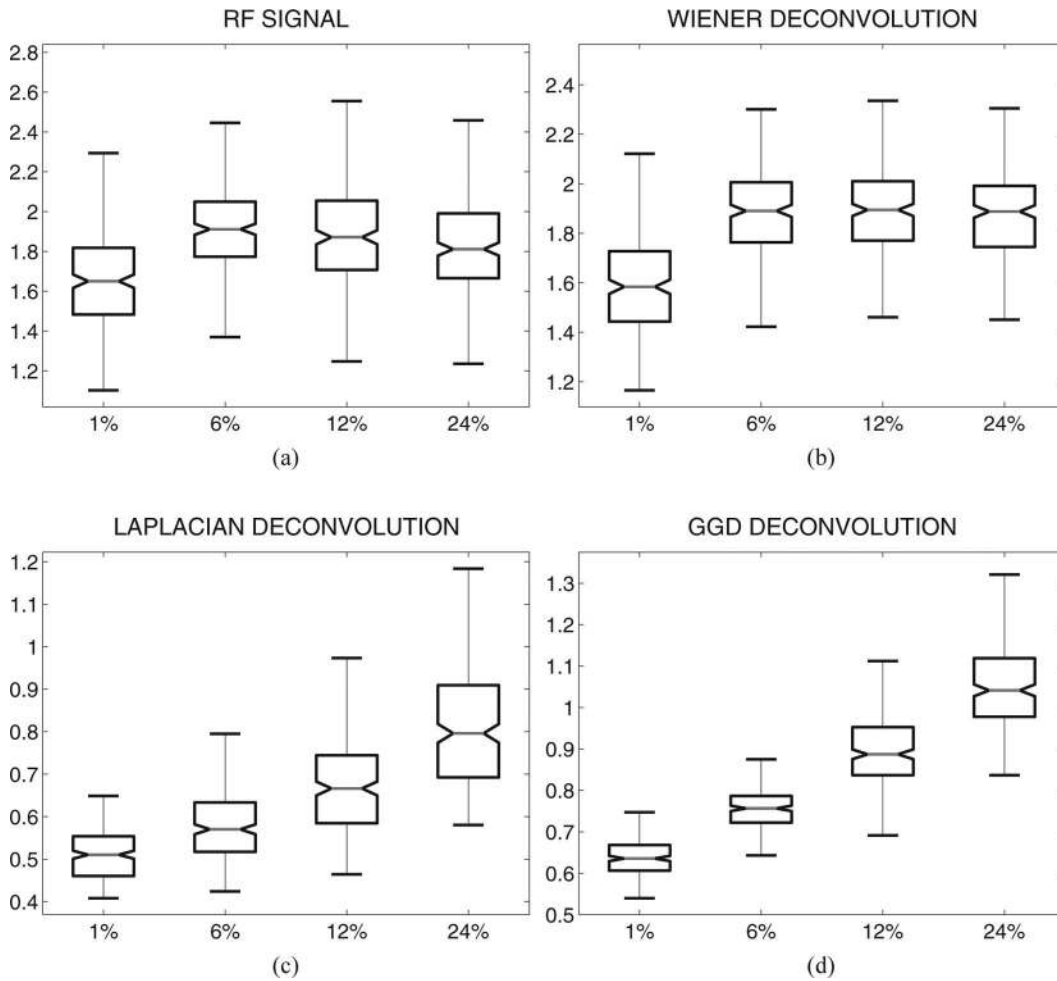 RF SIGNAL
2.8
2.6
2.4
2.2
2
1.8
1.6
1.4
1.2
1% 6% 12% 24%
(a)
WIENER DECONVOLUTION
2.4
2.2
2
1.8
1.6
1.4
1.2
1% 6% 12% 24%
(b)
LAPLACIAN DECONVOLUTION
1.2
1.1
1
0.9
0.8
0.7
0.6
0.5
0.4
1% 6% 12% 24%
(c)
GGD DECONVOLUTION
1.3
1.2
1.1
1
0.9
0.8
0.7
0.6
0.5
1% 6% 12% 24%
(d)